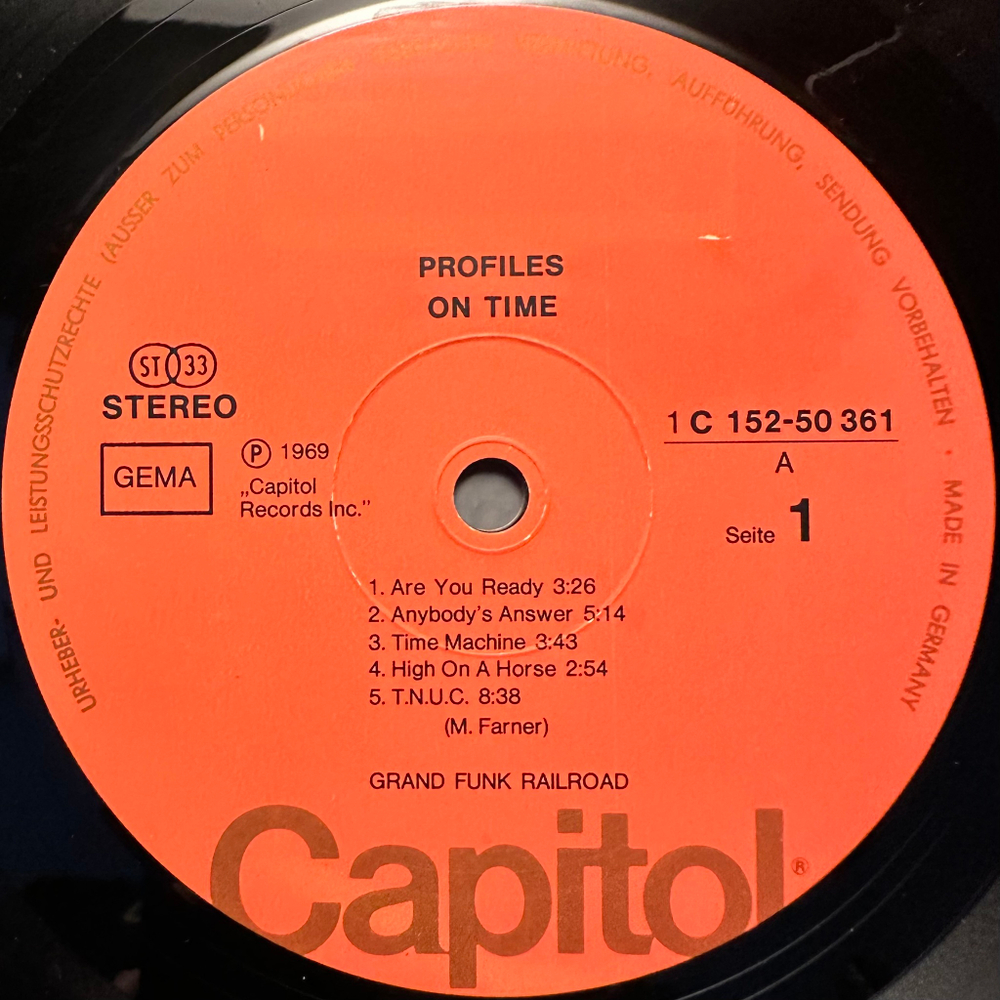 URHEBER- UND LEISTUNGSSCHUTZRECHTE (AUSSER ZUM PERSÖNLICHEN VERNICHTUNG, AUFFÜHRUNG, SENDUNG VORBEHALTEN · MADE IN GERMANY
PROFILES
ON TIME
ST 33
STEREO
GEMA
Ⓟ 1969
„Capitol
Records Inc.”
1 C 152-50 361
A
Seite 1
1. Are You Ready 3:26
2. Anybody's Answer 5:14
3. Time Machine 3:43
4. High On A Horse 2:54
5. T.N.U.C. 8:38
(M. Farner)
GRAND FUNK RAILROAD
Capitol®